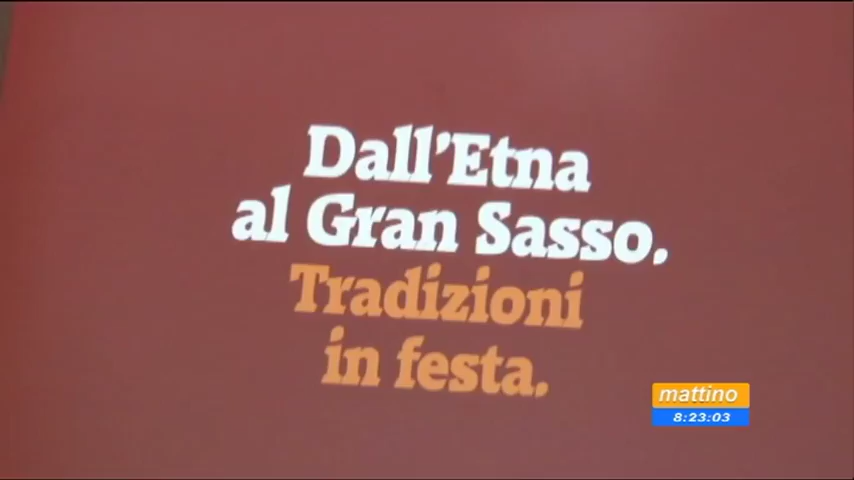 Dall'Etna
al Gran Sasso.
Tradizioni
in festa.
mattino
8:23:03